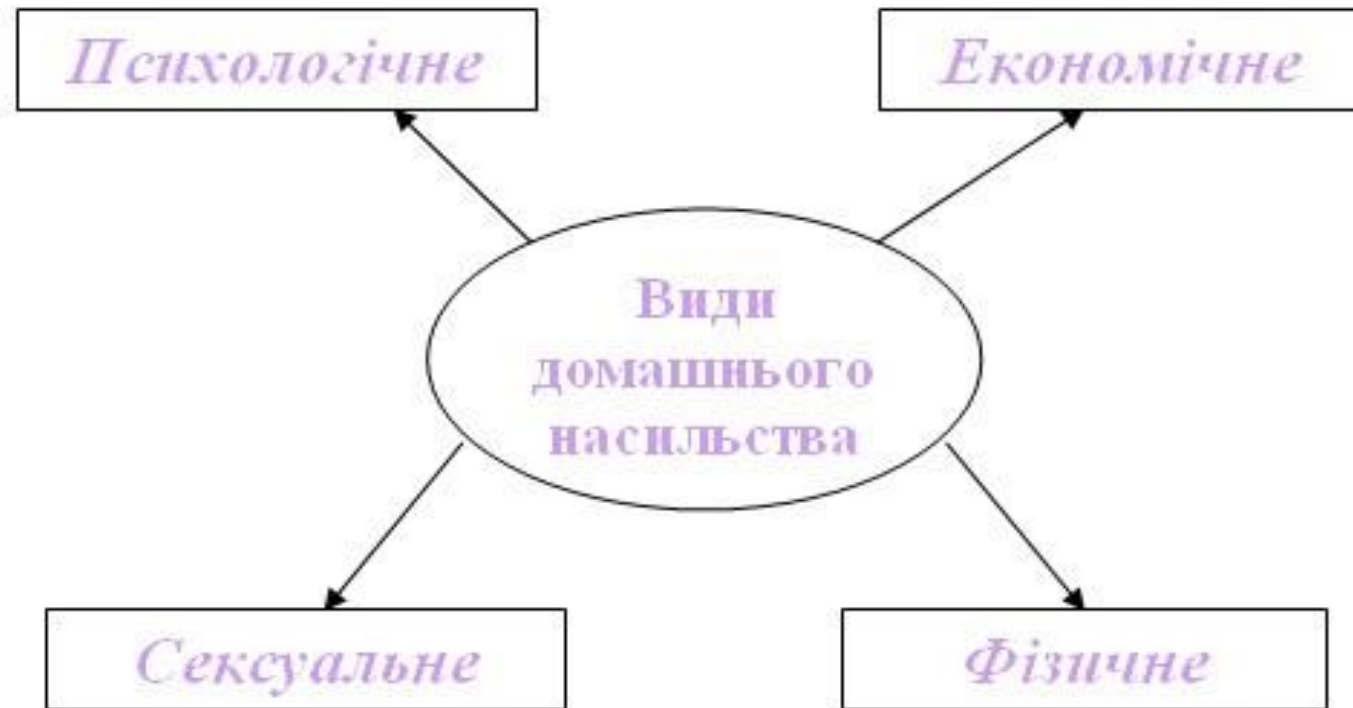 Психологічне
Економічне
Види
домашнього
насильства
Сексуальне
Фізичне